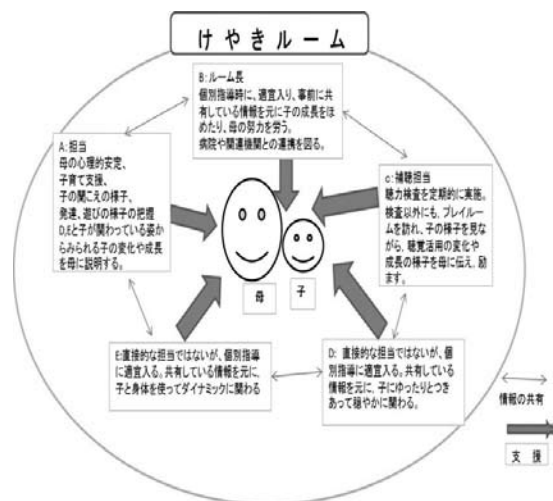 けやきルーム
B:ルーム長
個別指導時に、適宜入り、事前に共
有している情報を元に子の成長をほ
めたり、母の努力を労う。
病院や関連機関との連携を図る。
A:担当
母の心理的安定、
子育て支援、
子の聞こえの様子、
発達、遊びの様子の把握
D,Eと子が関わっている姿か
らみられる子の変化や成長
を母に説明する。
c:補聴担当
聴力検査を定期的に実施。
検査以外にも、プレイルー
ムを訪れ、子の様子を見な
がら、聴覚活用の変化や
成長の様子を母に伝え、励
ます。
母
子
E:直接的な担当ではないが、個別指導
に適宜入る。共有している情報を元に、
子と身体を使ってダイナミックに関わる
D: 直接的な担当ではないが、個
別指導に適宜入る。共有している
情報を元に、子にゆったりとつき
あって穏やかに関わる。
情報の共有
支 援